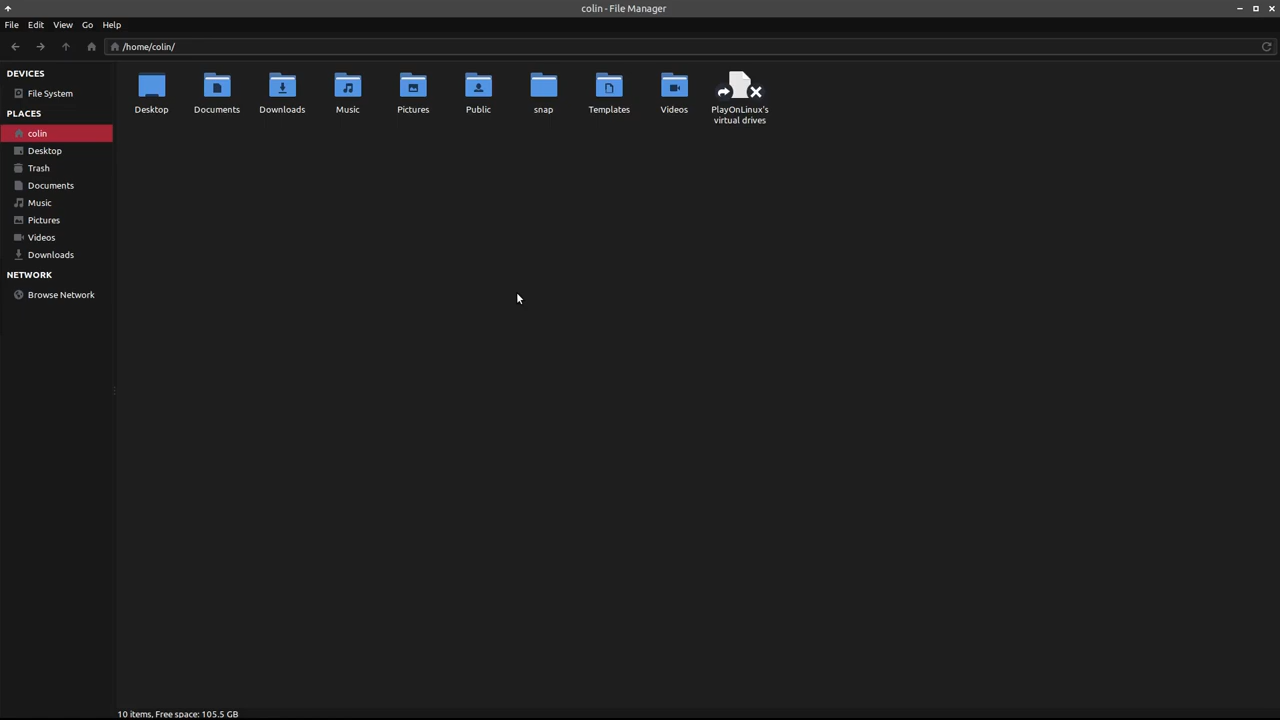 colin - File Manager
File Edit View Go Help
/home/colin/
DEVICES
File System
PLACES
colin
Desktop
Trash
Documents
Music
Pictures
Videos
Downloads
NETWORK
Browse Network
Desktop Documents Downloads Music Pictures Public snap Templates Videos PlayOnLinux's
virtual drives
10 items, Free space: 105.5 GB